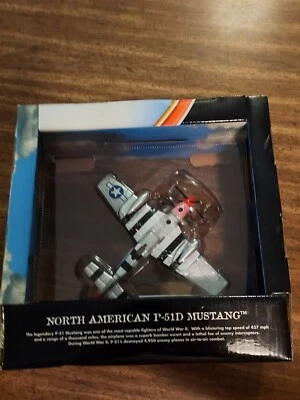 NORTH AMERICAN P-51D MUSTANG™
The legendary P-51 Mustang was one of the most capable fighters of World War II. With a blistering top speed of 437 mph
and a range of a thousand miles, the airplane was a superb bomber escort and a lethal foe of enemy interceptors.
During World War II, P-51's destroyed 4,950 enemy planes in air-to-air combat.